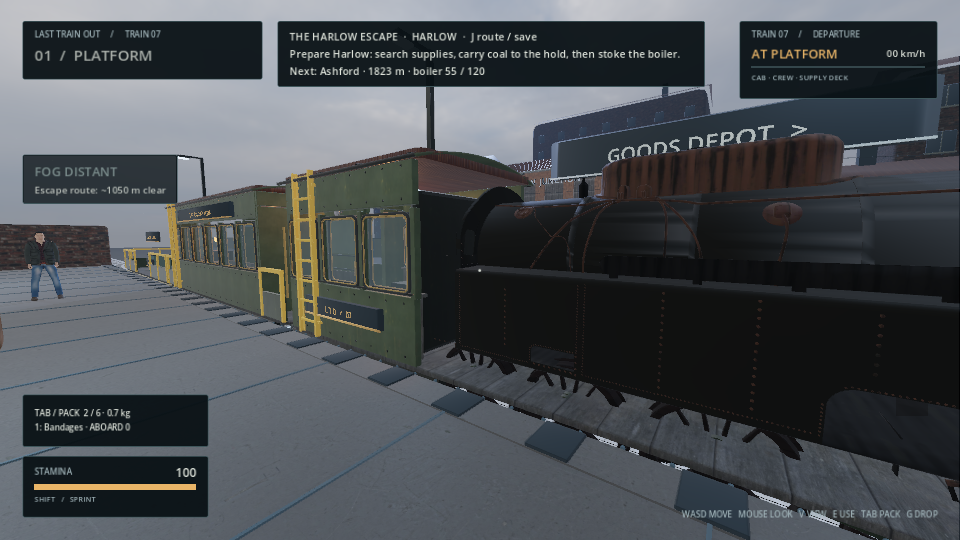 LAST TRAIN OUT / TRAIN 07
01 / PLATFORM
THE HARLOW ESCAPE · HARLOW · J route / save
Prepare Harlow: search supplies, carry coal to the hold, then stoke the boiler.
Next: Ashford · 1823 m · boiler 55 / 120
TRAIN 07 / DEPARTURE
AT PLATFORM 00 km/h
CAB · CREW · SUPPLY DECK
GOODS DEPOT >
FOG DISTANT
Escape route: ~1050 m clear
TAB / PACK 2 / 6 · 0.7 kg
1: Bandages · ABOARD 0
STAMINA 100
SHIFT / SPRINT
WASD MOVE MOUSE LOOK V VIEW E USE TAB PACK G DROP